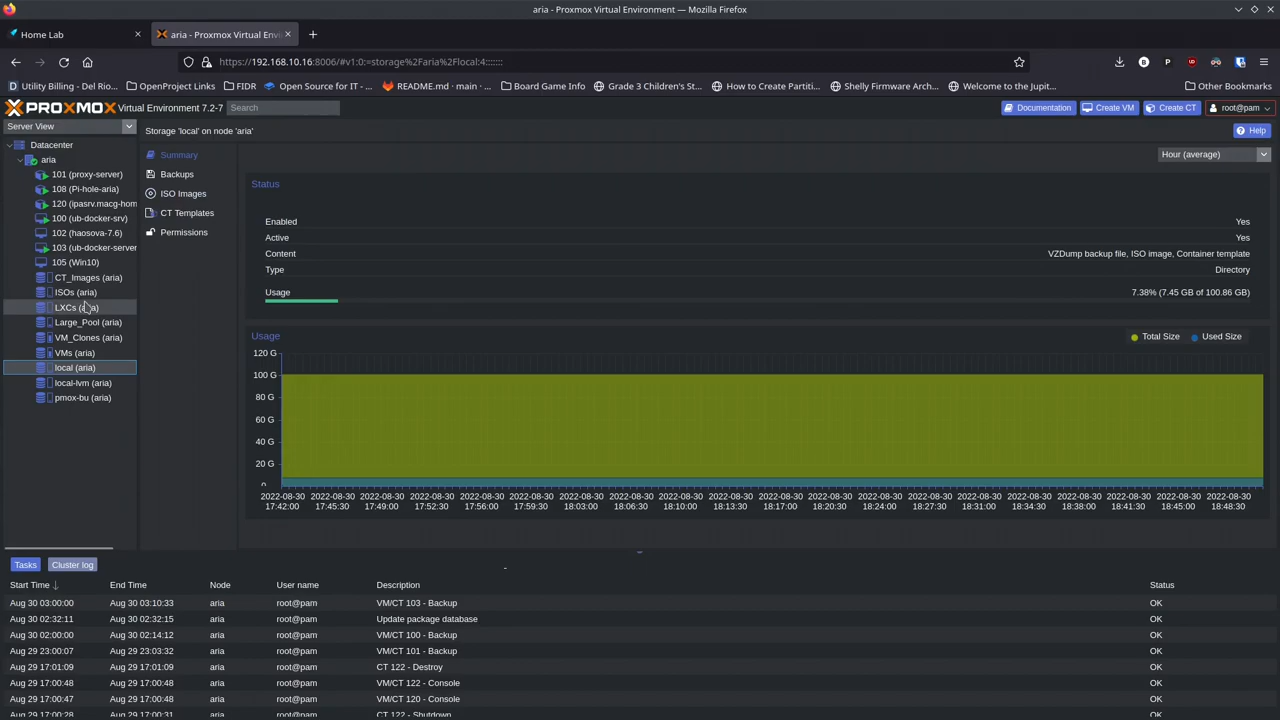 aria - Proxmox Virtual Environment — Mozilla Firefox
Home Lab
aria - Proxmox Virtual Envi
https://192.168.10.16:8006/#v1:0:=storage%2Faria%2Flocal:4:::::::
Utility Billing - Del Rio... OpenProject Links FIDR Open Source for IT - ... README.md · main · ... Board Game Info Grade 3 Children's St... How to Create Partiti... Shelly Firmware Arch... Welcome to the Jupit... Other Bookmarks
PROXMOX Virtual Environment 7.2-7 Search Documentation Create VM Create CT root@pam
Server View
Storage 'local' on node 'aria'
Help
Datacenter
aria
101 (proxy-server)
108 (Pi-hole-aria)
120 (ipasrv.macg-hom
100 (ub-docker-srv)
102 (haosova-7.6)
103 (ub-docker-server
105 (Win10)
CT_Images (aria)
ISOs (aria)
LXCs (aria)
Large_Pool (aria)
VM_Clones (aria)
VMs (aria)
local (aria)
local-lvm (aria)
pmox-bu (aria)
Summary
Backups
ISO Images
CT Templates
Permissions
Hour (average)
Status
Enabled Yes
Active Yes
Content VZDump backup file, ISO image, Container template
Type Directory
Usage 7.38% (7.45 GB of 100.86 GB)
Usage
Total Size Used Size
120 G
100 G
80 G
60 G
40 G
20 G
0
2022-08-30 2022-08-30 2022-08-30 2022-08-30 2022-08-30 2022-08-30 2022-08-30 2022-08-30 2022-08-30 2022-08-30 2022-08-30 2022-08-30 2022-08-30 2022-08-30 2022-08-30 2022-08-30 2022-08-30 2022-08-30 2022-08-30 2022-08-30
17:42:00 17:45:30 17:49:00 17:52:30 17:56:00 17:59:30 18:03:00 18:06:30 18:10:00 18:13:30 18:17:00 18:20:30 18:24:00 18:27:30 18:31:00 18:34:30 18:38:00 18:41:30 18:45:00 18:48:30
Tasks Cluster log
Start Time End Time Node User name Description Status
Aug 30 03:00:00 Aug 30 03:10:33 aria root@pam VM/CT 103 - Backup OK
Aug 30 02:32:11 Aug 30 02:32:15 aria root@pam Update package database OK
Aug 30 02:00:00 Aug 30 02:14:12 aria root@pam VM/CT 100 - Backup OK
Aug 29 23:00:07 Aug 29 23:03:32 aria root@pam VM/CT 101 - Backup OK
Aug 29 17:01:09 Aug 29 17:01:09 aria root@pam CT 122 - Destroy OK
Aug 29 17:00:48 Aug 29 17:00:48 aria root@pam VM/CT 122 - Console OK
Aug 29 17:00:47 Aug 29 17:00:48 aria root@pam VM/CT 120 - Console OK
Aug 29 17:00:28 Aug 29 17:00:31 aria root@pam CT 122 - Shutdown OK